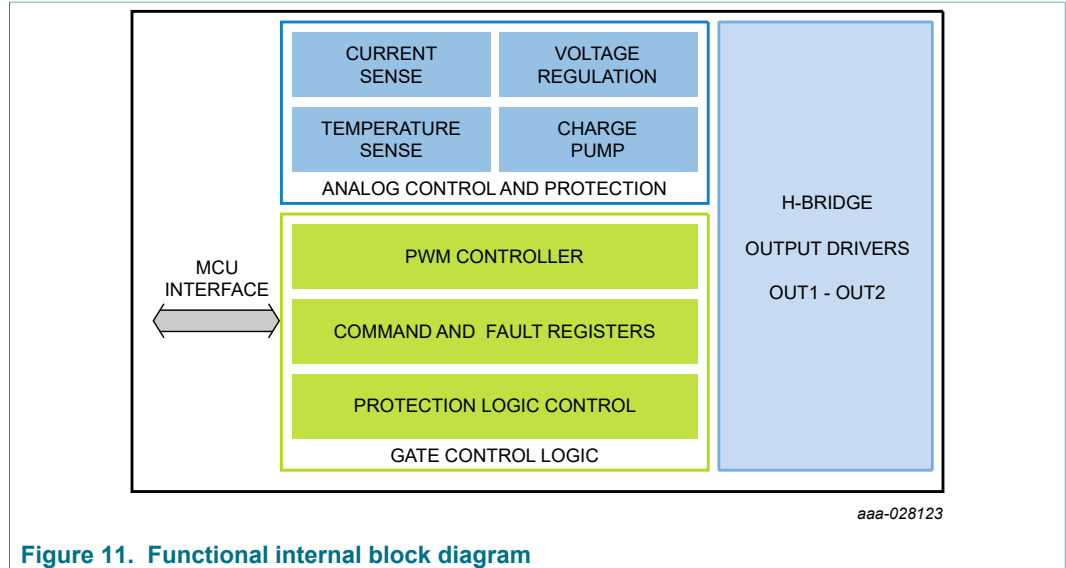 CURRENT
SENSE
VOLTAGE
REGULATION
TEMPERATURE
SENSE
CHARGE
PUMP
ANALOG CONTROL AND PROTECTION
MCU
INTERFACE
PWM CONTROLLER
COMMAND AND FAULT REGISTERS
PROTECTION LOGIC CONTROL
GATE CONTROL LOGIC
H-BRIDGE
OUTPUT DRIVERS
OUT1 - OUT2
aaa-028123
Figure 11. Functional internal block diagram